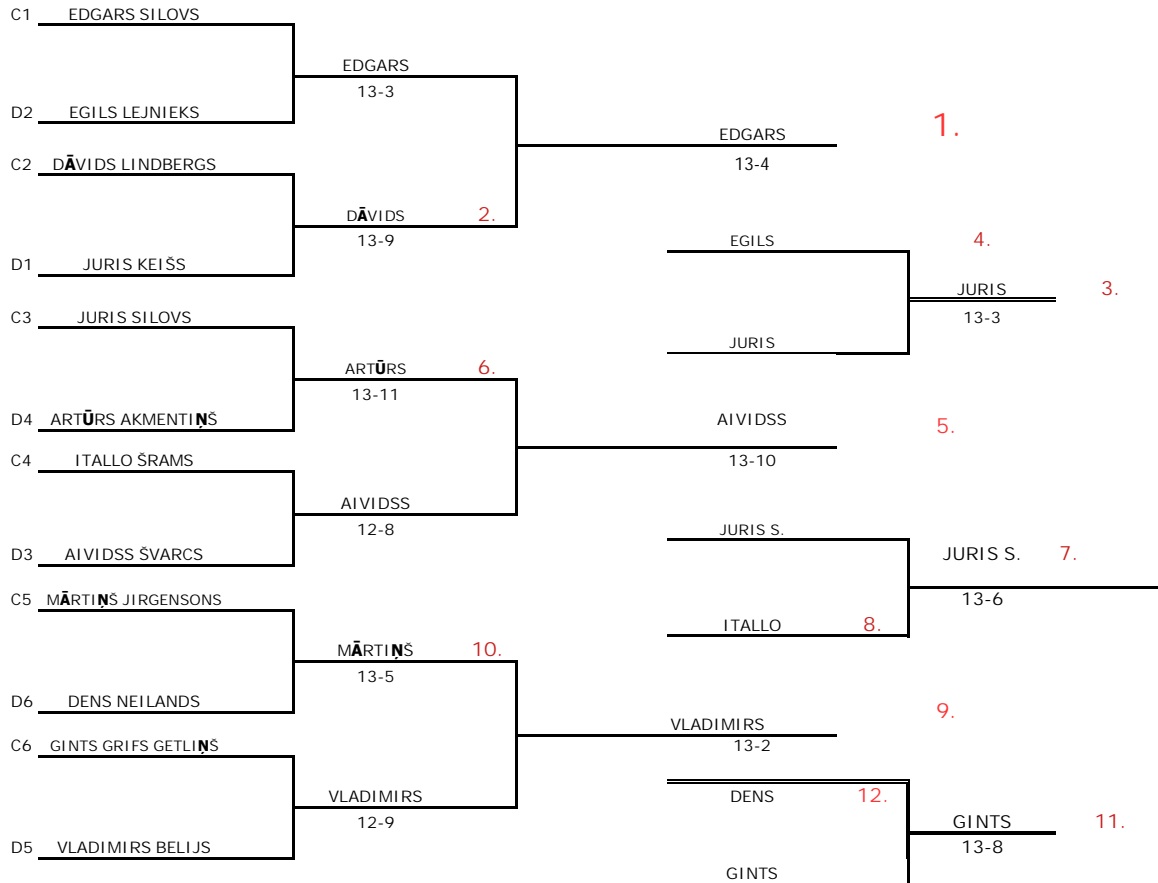 C1 EDGARS SILOVS
EDGARS
13-3
D2 EGILS LEJNIEKS
1.
EDGARS
13-4
C2 DĀVIDS LINDBERGS
DĀVIDS 2.
13-9
EGILS 4.
D1 JURIS KEIŠS
JURIS 3.
13-3
C3 JURIS SILOVS
JURIS
ARTŪRS 6.
13-11
D4 ARTŪRS AKMENTIŅŠ
AIVIDSS 5.
13-10
C4 ITALLO ŠRAMS
AIVIDSS
12-8
JURIS S.
D3 AIVIDSS ŠVARCS
JURIS S. 7.
13-6
C5 MĀRTIŅŠ JIRGENSONS
ITALLO 8.
MĀRTIŅŠ 10.
13-5
D6 DENS NEILANDS
9.
VLADIMIRS
13-2
C6 GINTS GRIFS GETLIŅŠ
VLADIMIRS
12-9
DENS 12.
GINTS 11.
13-8
D5 VLADIMIRS BELIJS
GINTS